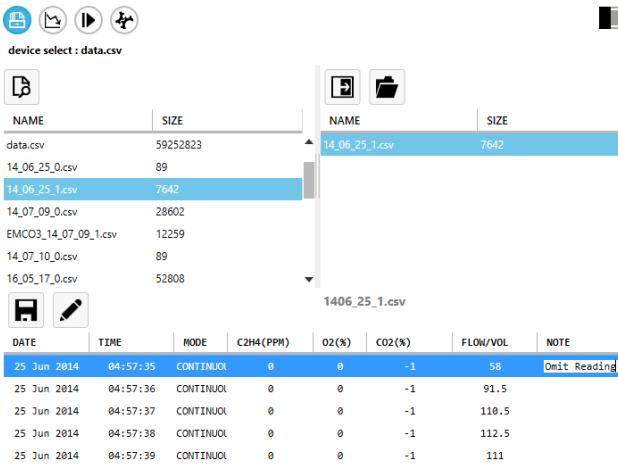 device select : data.csv
NAME SIZE
data.csv 59252823
14_06_25_0.csv 89
14_06_25_1.csv 7642
14_07_09_0.csv 28602
EMCO3_14_07_09_1.csv 12259
14_07_10_0.csv 89
16_05_17_0.csv 52808
NAME SIZE
14_06_25_1.csv 7642
1406_25_1.csv
DATE TIME MODE C2H4(PPM) O2(%) CO2(%) FLOW/VOL NOTE
25 Jun 2014 04:57:35 CONTINUOU 0 0 -1 58 Omit Reading
25 Jun 2014 04:57:36 CONTINUOU 0 0 -1 91.5
25 Jun 2014 04:57:37 CONTINUOU 0 0 -1 110.5
25 Jun 2014 04:57:38 CONTINUOU 0 0 -1 112.5
25 Jun 2014 04:57:39 CONTINUOU 0 0 -1 111